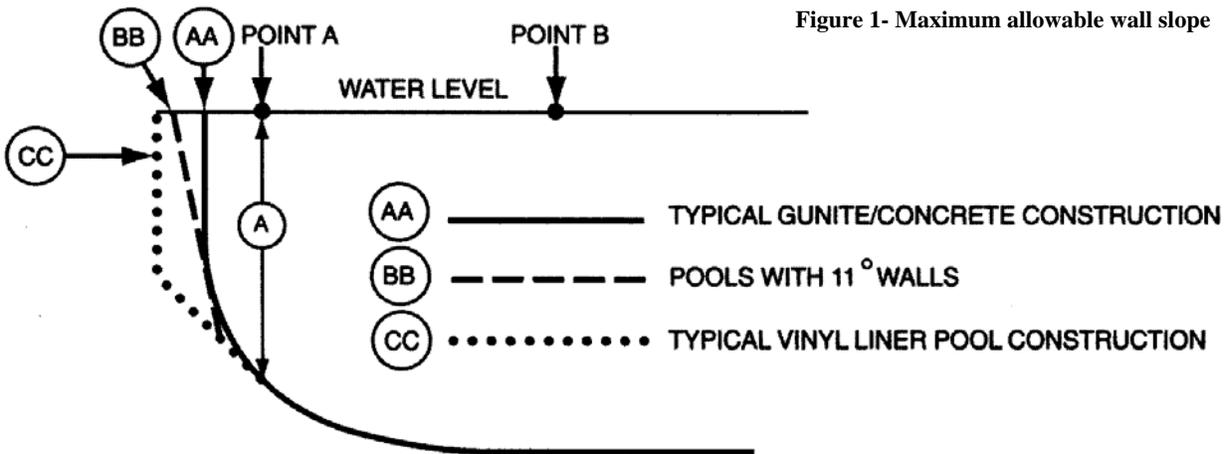 Figure 1- Maximum allowable wall slope
BB AA POINT A POINT B
WATER LEVEL
CC
A
AA TYPICAL GUNITE/CONCRETE CONSTRUCTION
BB POOLS WITH 11° WALLS
CC TYPICAL VINYL LINER POOL CONSTRUCTION